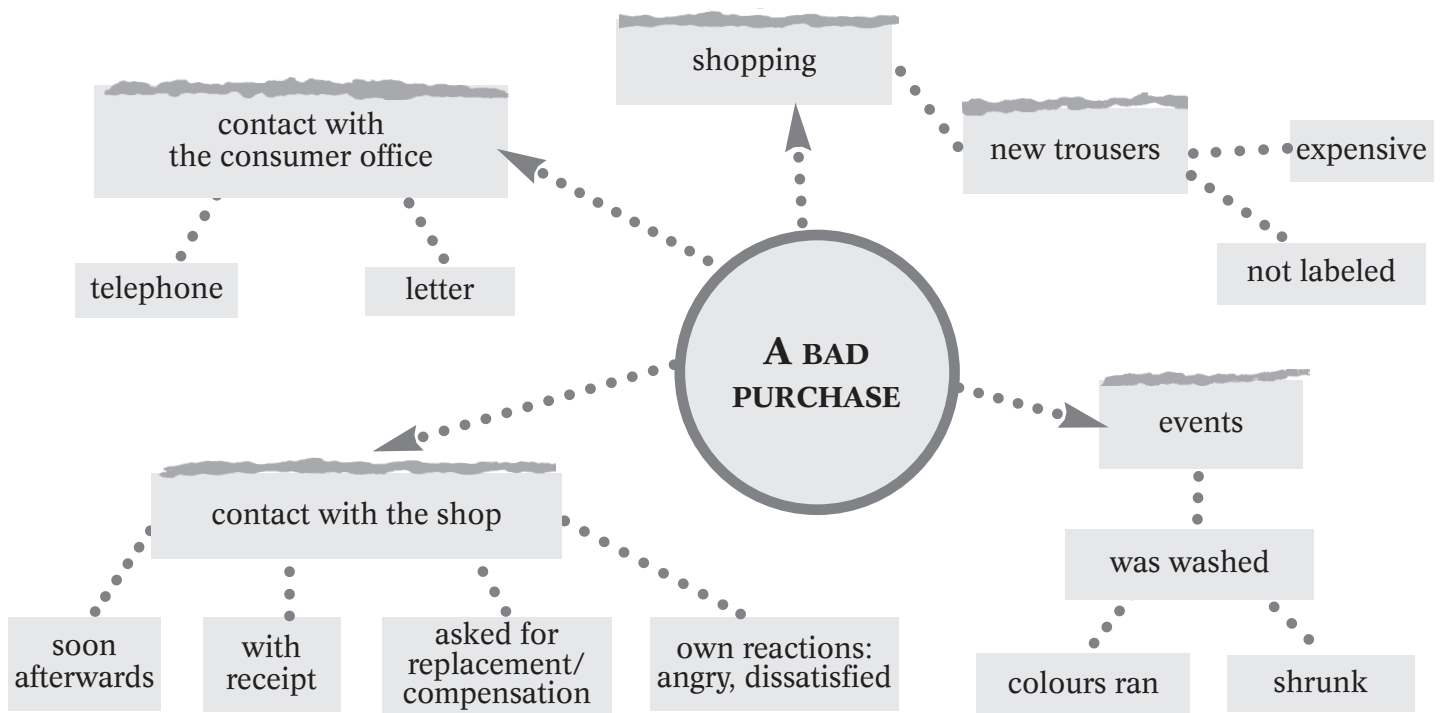 shopping
contact with
the consumer office
new trousers
expensive
not labeled
telephone
letter
A BAD
PURCHASE
events
contact with the shop
was washed
soon
afterwards
with
receipt
asked for
replacement/
compensation
own reactions:
angry, dissatisfied
colours ran
shrunk